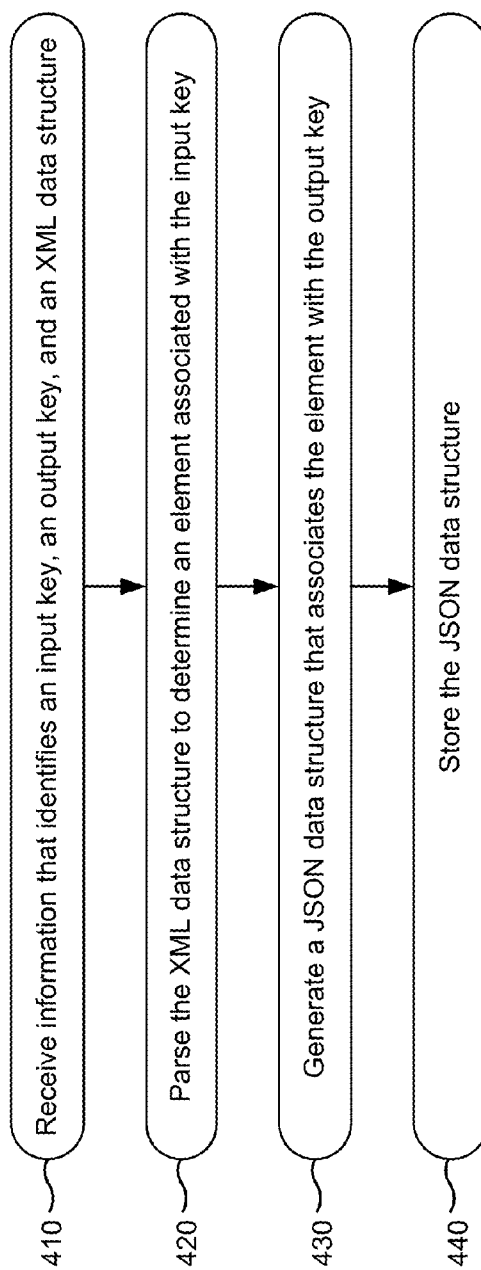 410
Receive information that identifies an input key, an output key, and an XML data structure
420
Parse the XML data structure to determine an element associated with the input key
430
Generate a JSON data structure that associates the element with the output key
440
Store the JSON data structure